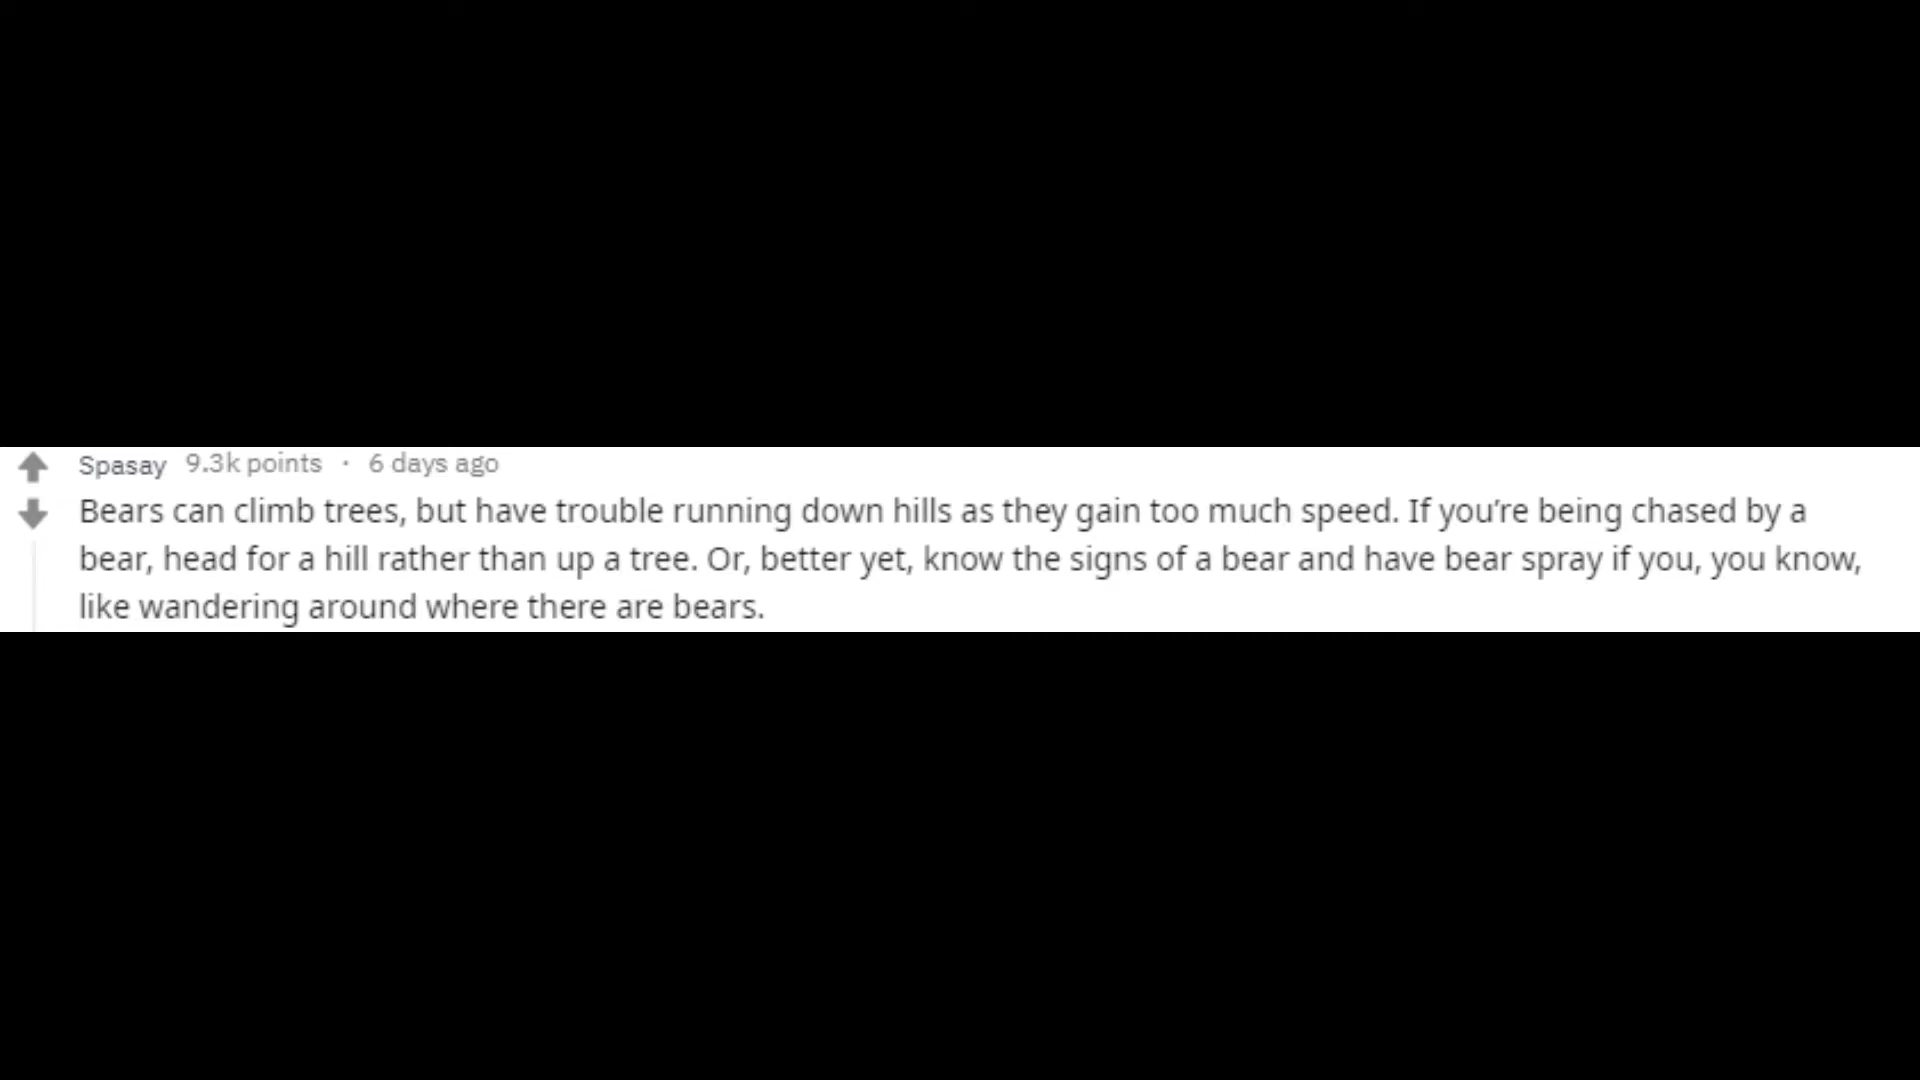 Spasay 9.3k points · 6 days ago
Bears can climb trees, but have trouble running down hills as they gain too much speed. If you’re being chased by a
bear, head for a hill rather than up a tree. Or, better yet, know the signs of a bear and have bear spray if you, you know,
like wandering around where there are bears.